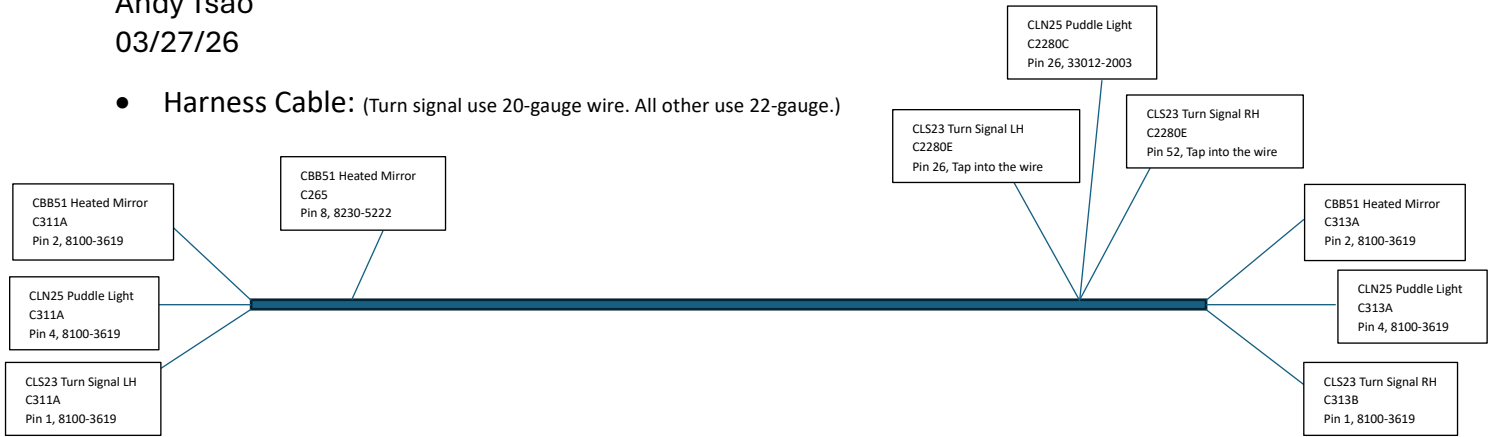 Andy Tsao
03/27/26
• Harness Cable: (Turn signal use 20-gauge wire. All other use 22-gauge.)
CLN25 Puddle Light
C2280C
Pin 26, 33012-2003
CLS23 Turn Signal LH
C2280E
Pin 26, Tap into the wire
CLS23 Turn Signal RH
C2280E
Pin 52, Tap into the wire
CBB51 Heated Mirror
C265
Pin 8, 8230-5222
CBB51 Heated Mirror
C311A
Pin 2, 8100-3619
CLN25 Puddle Light
C311A
Pin 4, 8100-3619
CLS23 Turn Signal LH
C311A
Pin 1, 8100-3619
CBB51 Heated Mirror
C313A
Pin 2, 8100-3619
CLN25 Puddle Light
C313A
Pin 4, 8100-3619
CLS23 Turn Signal RH
C313B
Pin 1, 8100-3619